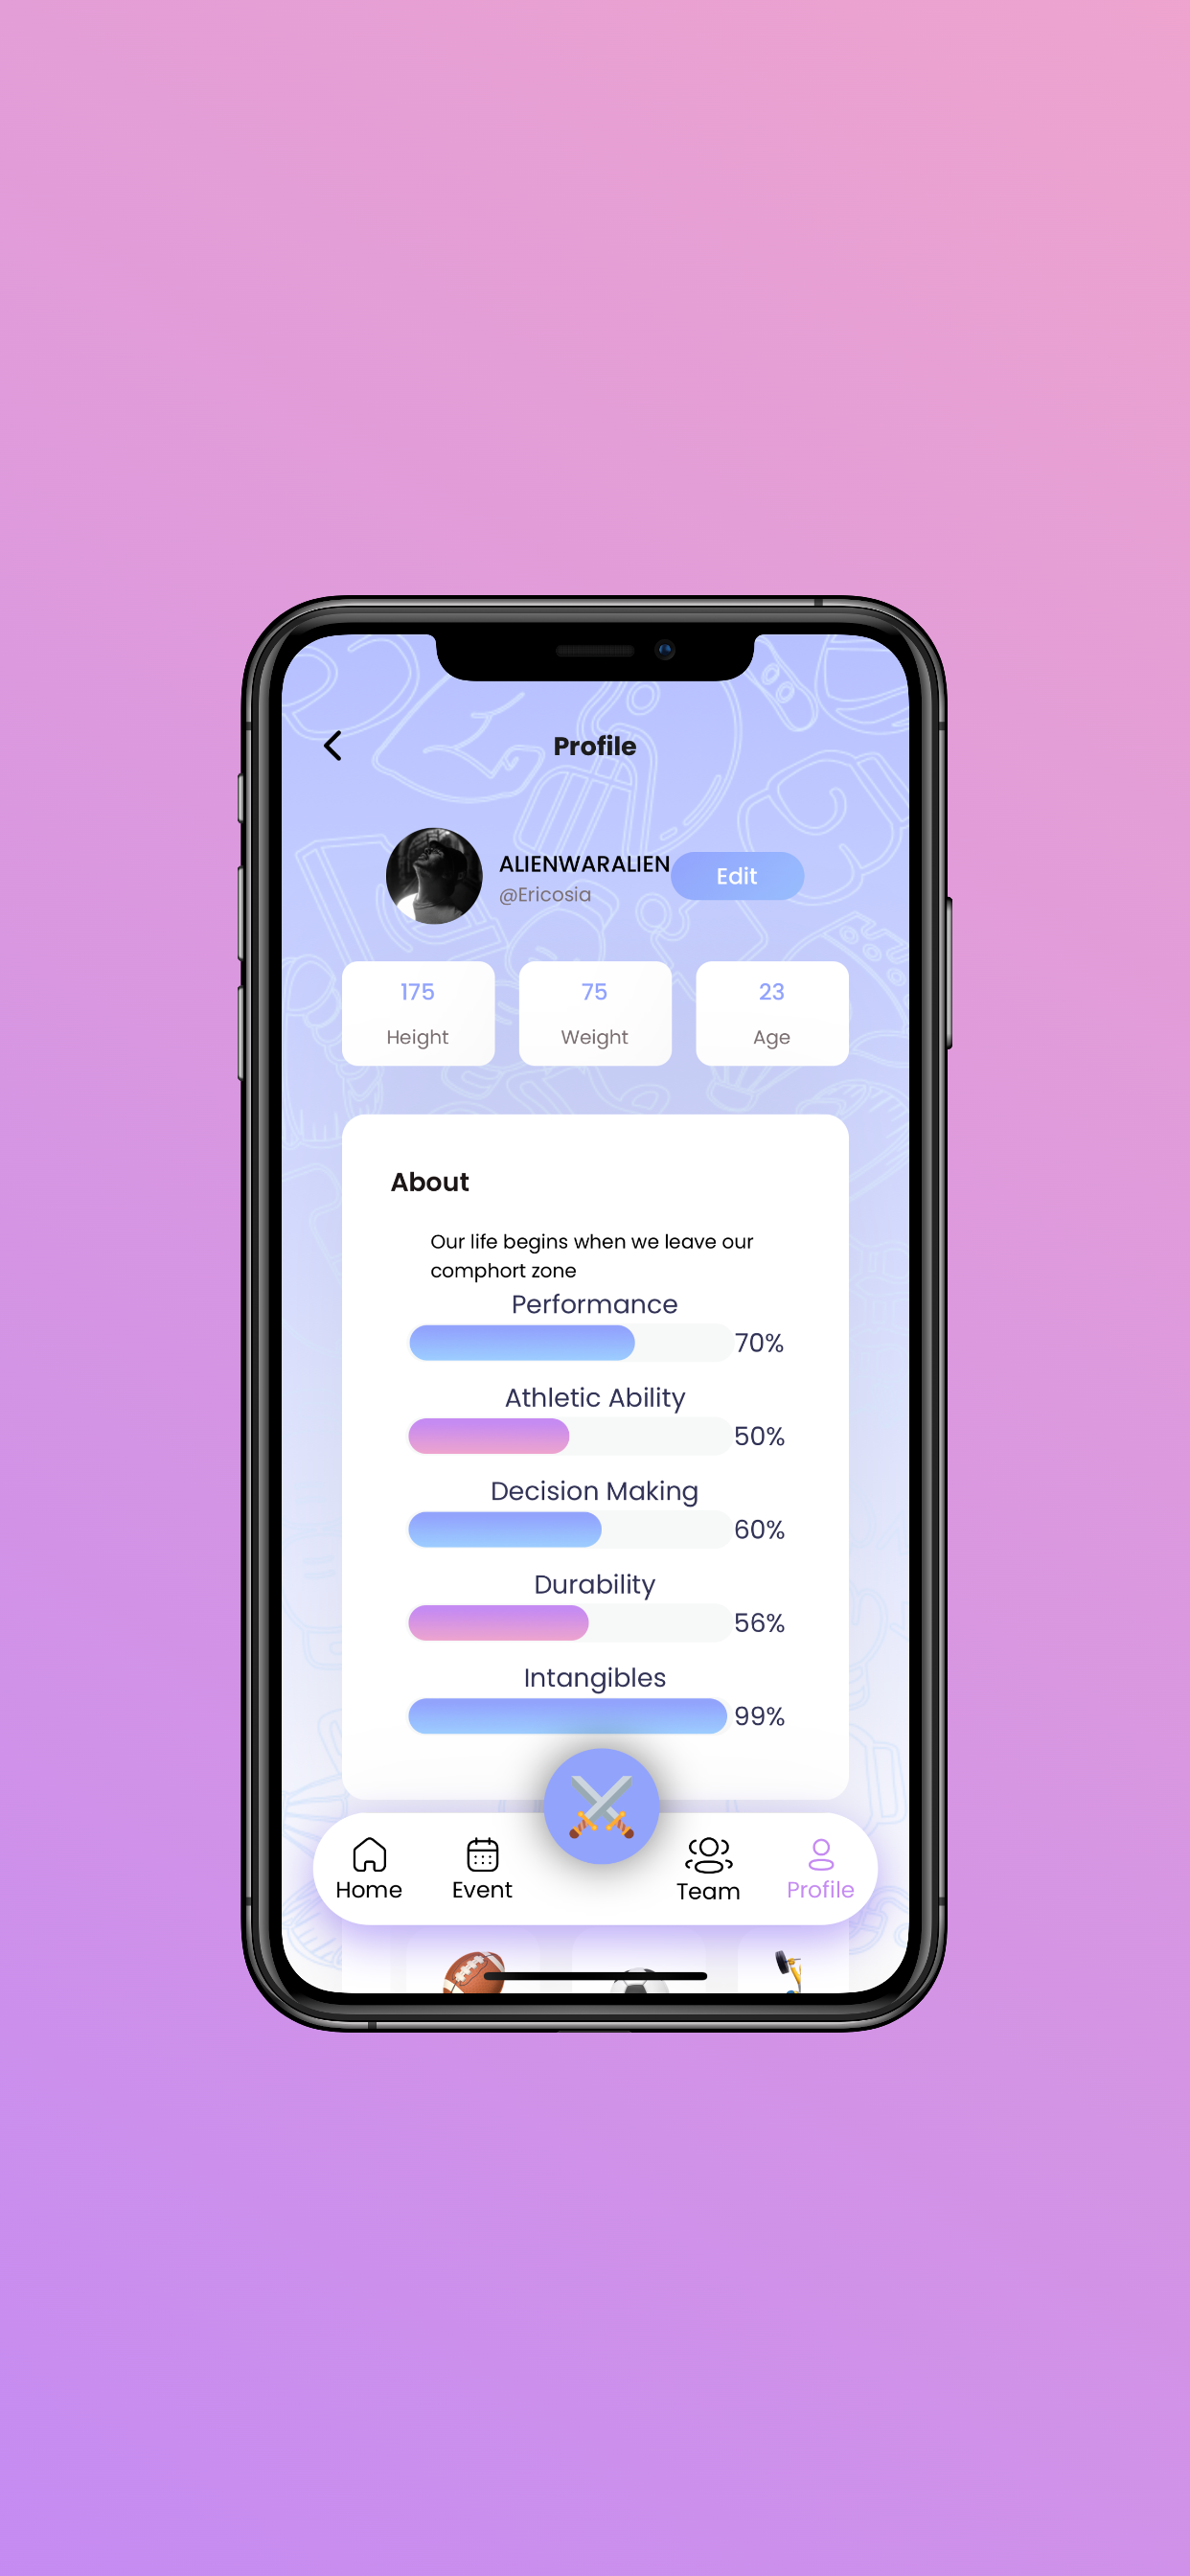 Profile
ALIENWARALIEN
Edit
@Ericosia
175
75
23
Height
Weight
Age
About
Our life begins when we leave our
comphort zone
Performance
70%
Athletic Ability
50%
Decision Making
60%
Durability
56%
Intangibles
99%
Home
Event
Team
Profile